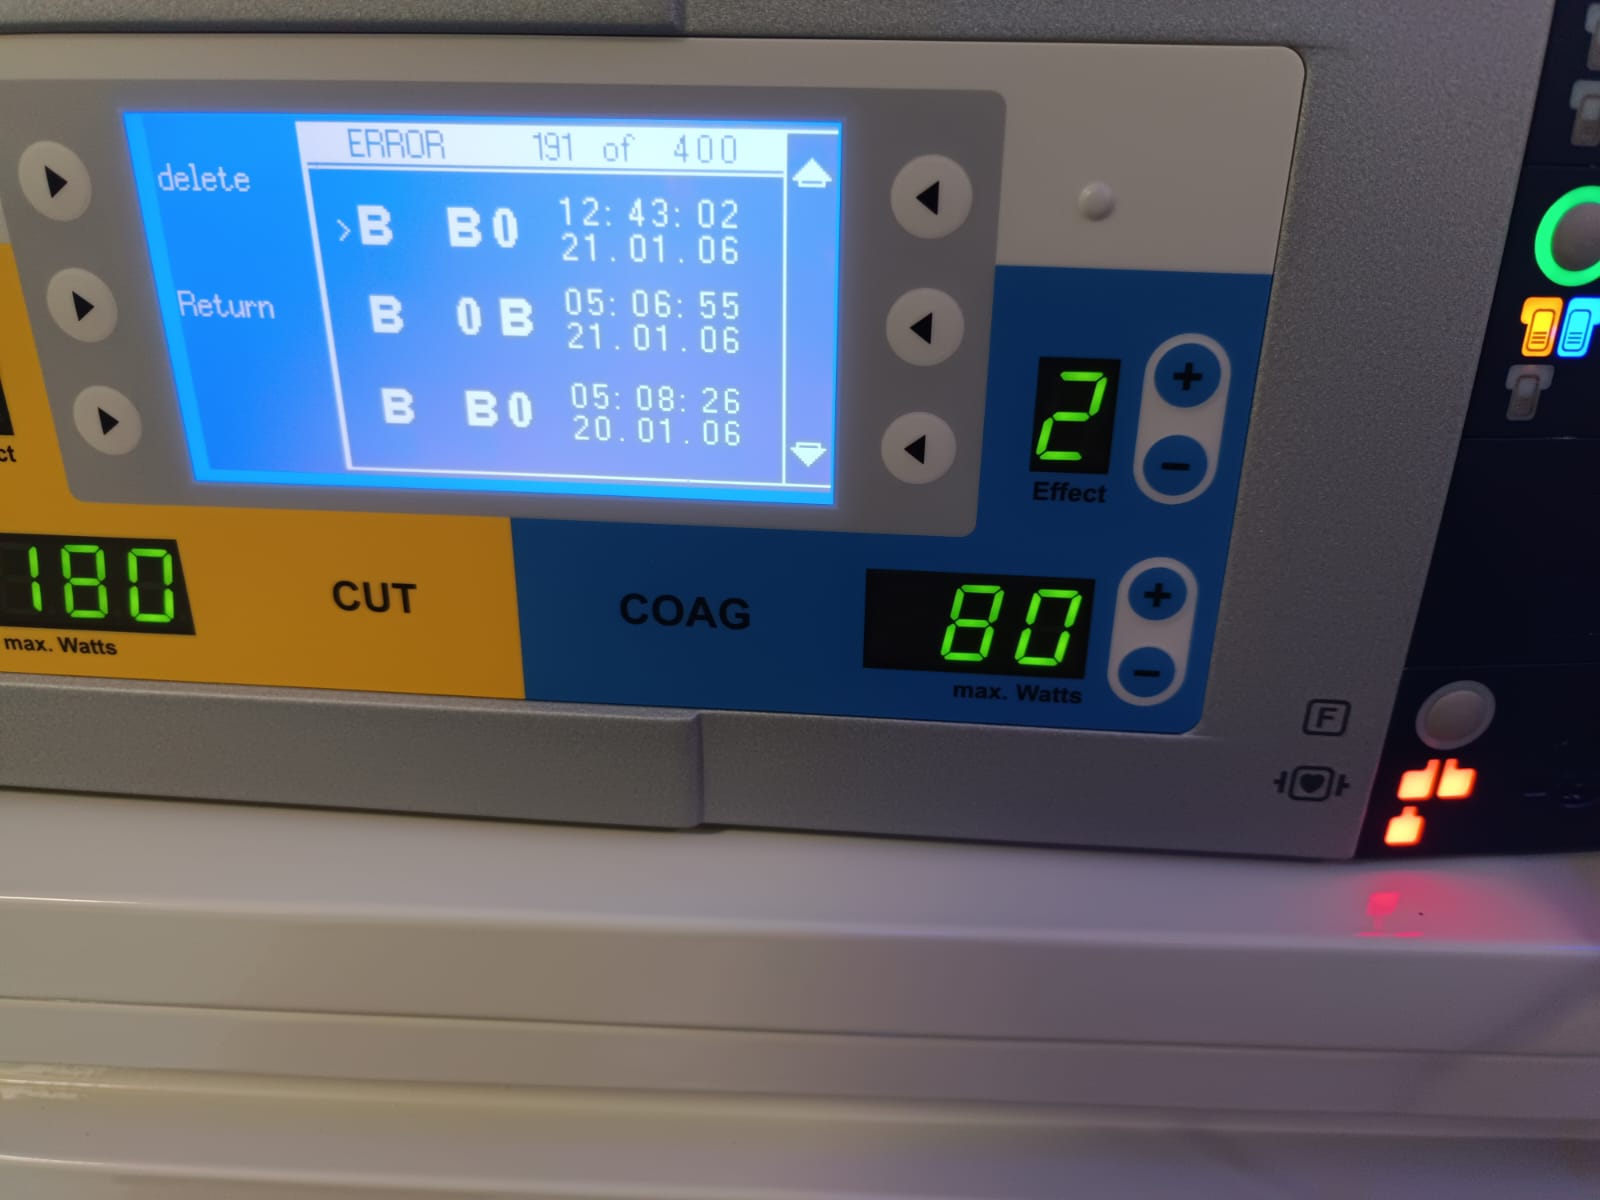 ERROR 191 of 400
delete
>B B0 12:43:02
21.01.06
Return
B 0B 05:06:55
21.01.06
B B0 05:08:26
20.01.06
2
Effect
180
max. Watts
CUT
COAG
80
max. Watts
F